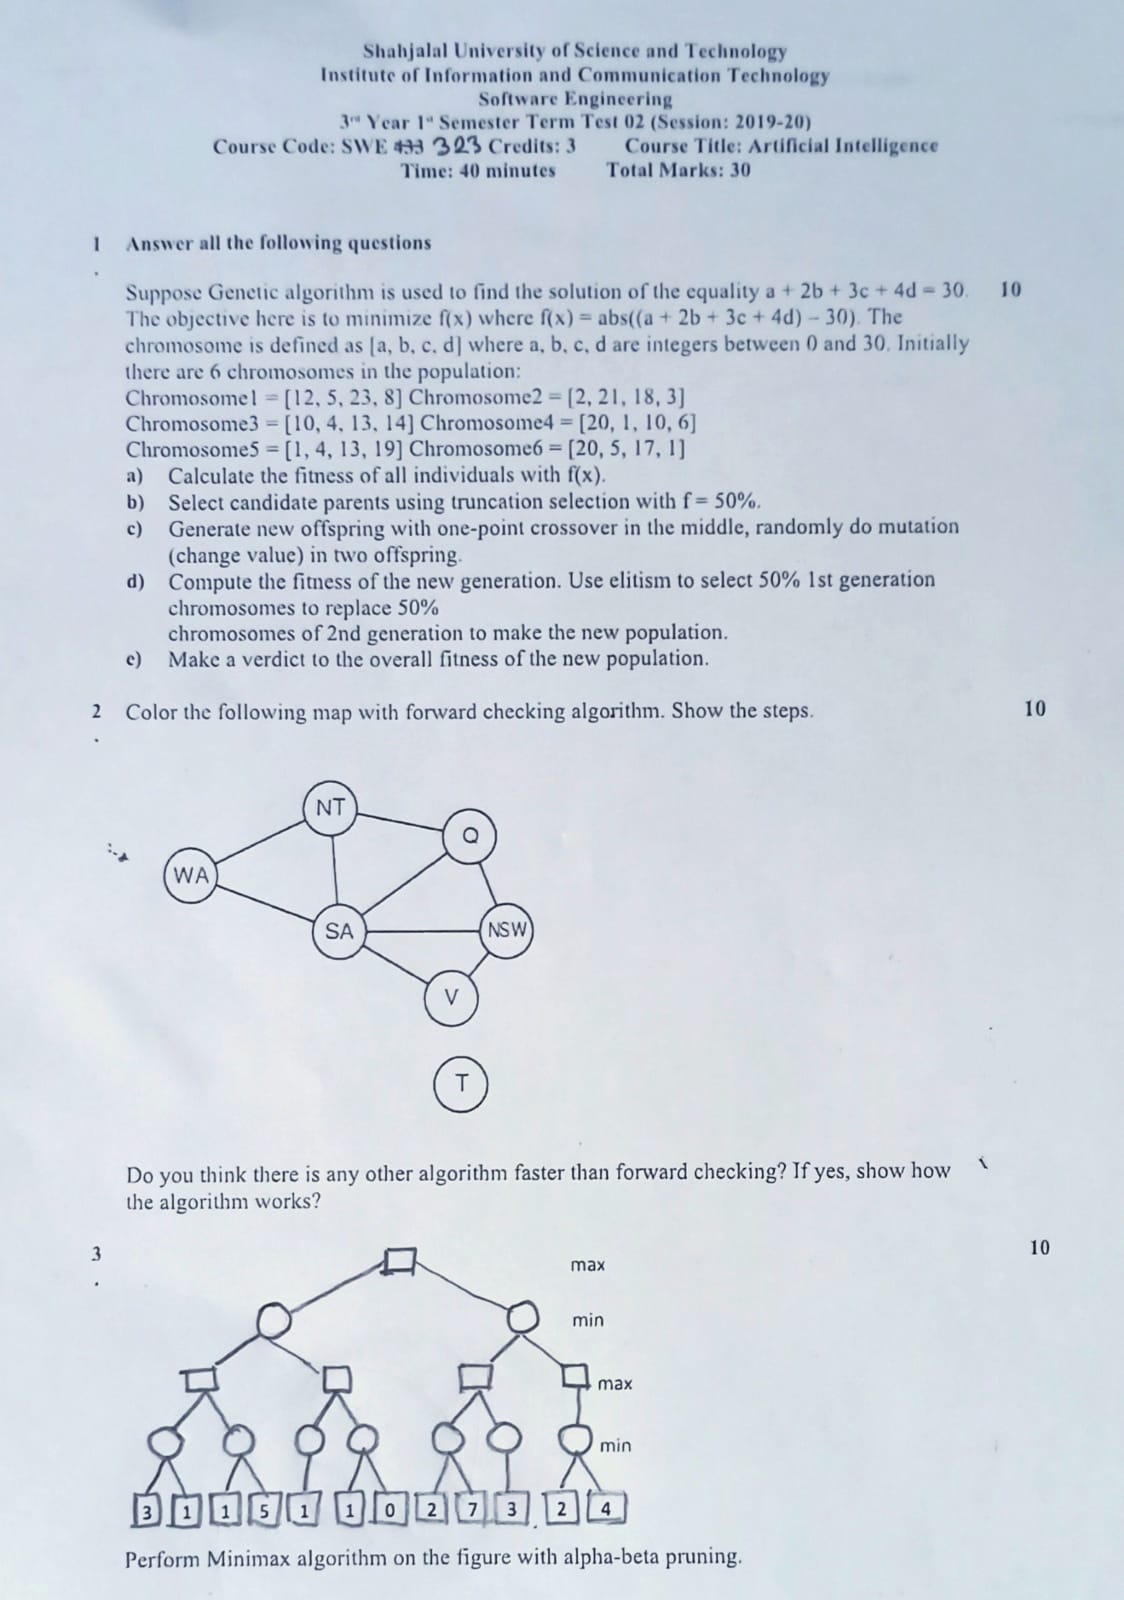 Shahjalal University of Science and Technology
Institute of Information and Communication Technology
Software Engineering
3rd Year 1st Semester Term Test 02 (Session: 2019-20)
Course Code: SWE 433 323 Credits: 3 Course Title: Artificial Intelligence
Time: 40 minutes Total Marks: 30
1 Answer all the following questions
.
Suppose Genetic algorithm is used to find the solution of the equality a + 2b + 3c + 4d = 30. 10
The objective here is to minimize f(x) where f(x) = abs((a + 2b + 3c + 4d) – 30). The
chromosome is defined as [a, b, c, d] where a, b, c, d are integers between 0 and 30. Initially
there are 6 chromosomes in the population:
Chromosome1 = [12, 5, 23, 8] Chromosome2 = [2, 21, 18, 3]
Chromosome3 = [10, 4, 13, 14] Chromosome4 = [20, 1, 10, 6]
Chromosome5 = [1, 4, 13, 19] Chromosome6 = [20, 5, 17, 1]
a) Calculate the fitness of all individuals with f(x).
b) Select candidate parents using truncation selection with f = 50%.
c) Generate new offspring with one-point crossover in the middle, randomly do mutation
(change value) in two offspring.
d) Compute the fitness of the new generation. Use elitism to select 50% 1st generation
chromosomes to replace 50%
chromosomes of 2nd generation to make the new population.
e) Make a verdict to the overall fitness of the new population.
2 Color the following map with forward checking algorithm. Show the steps. 10
.
NT
Q
WA
SA
NSW
V
T
Do you think there is any other algorithm faster than forward checking? If yes, show how
the algorithm works?
3 10
.
max
min
max
min
3 1 1 5 1 1 0 2 7 3 2 4
Perform Minimax algorithm on the figure with alpha-beta pruning.